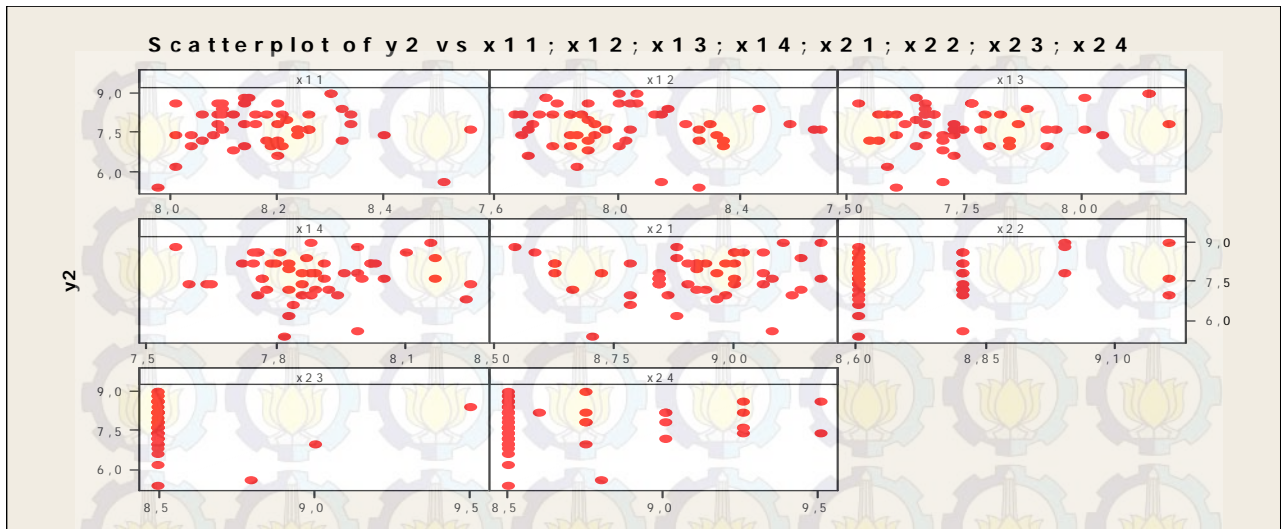 Scatterplot of y2 vs x11; x12; x13; x14; x21; x22; x23; x24
x11 x12 x13
9,0
7,5
6,0
8,0 8,2 8,4 7,6 8,0 8,4 7,50 7,75 8,00
x14 x21 x22
y2
9,0
7,5
6,0
7,5 7,8 8,1 8,50 8,75 9,00 8,60 8,85 9,10
x23 x24
9,0
7,5
6,0
8,5 9,0 9,5 8,5 9,0 9,5